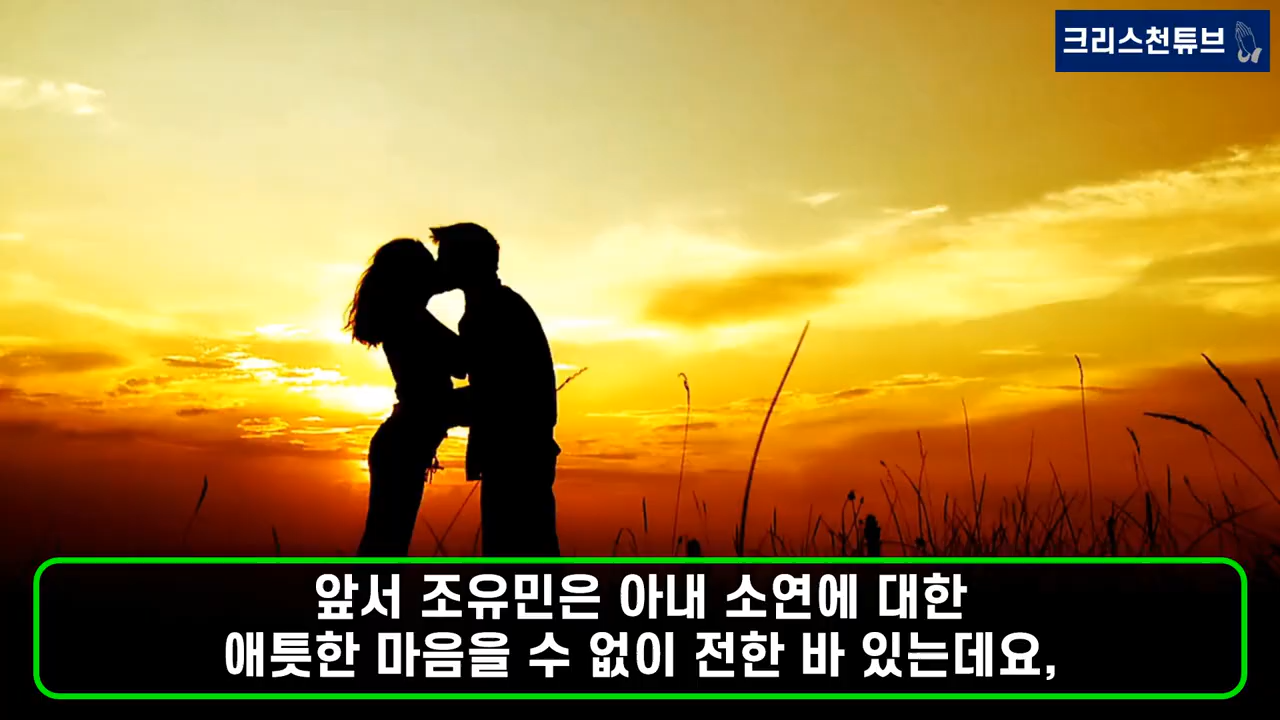 크리스천튜브
앞서 조유민은 아내 소연에 대한
애틋한 마음을 수 없이 전한 바 있는데요,